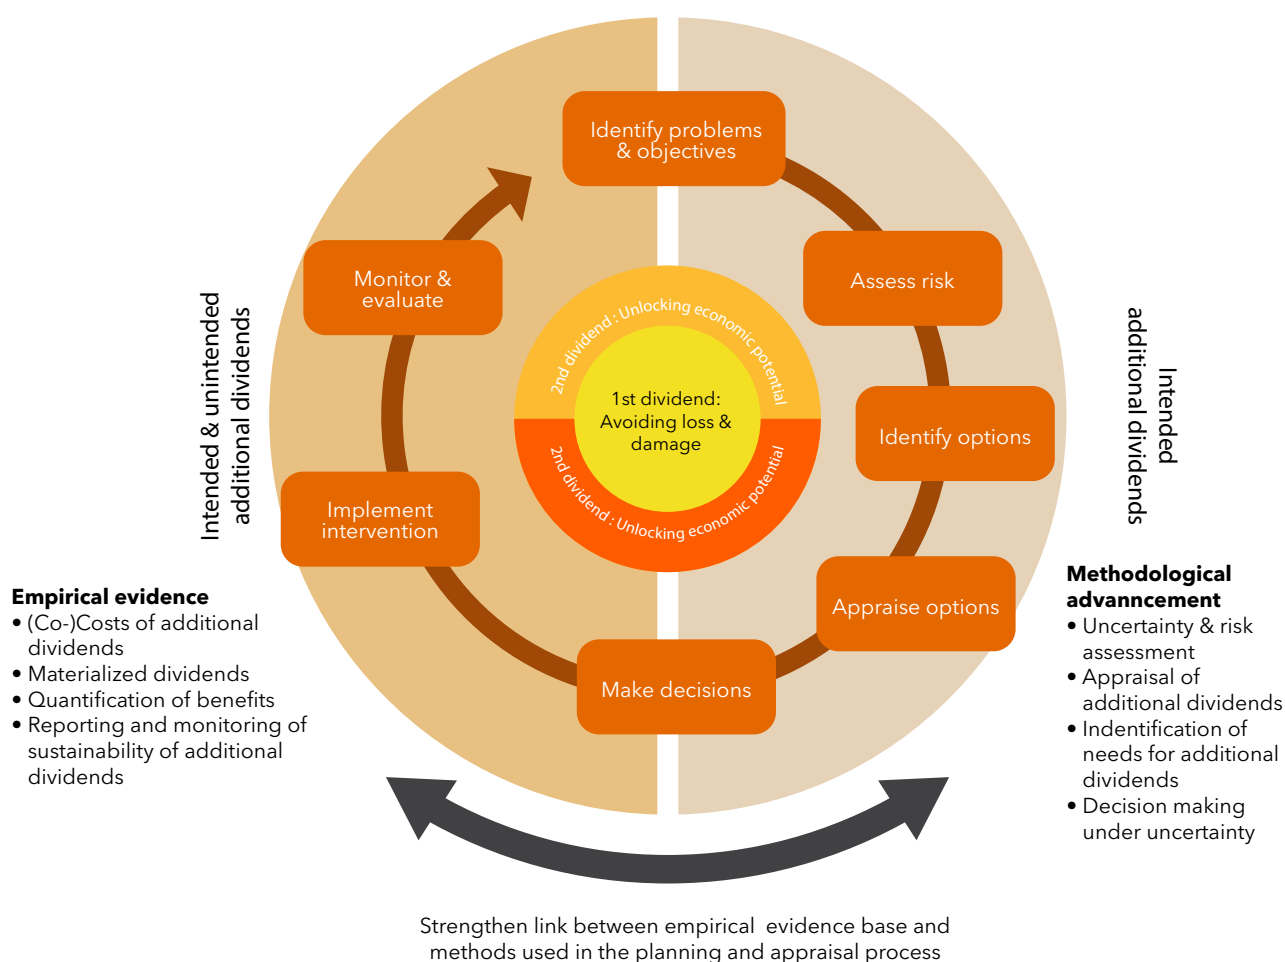 Identify problems
& objectives
Assess risk
Identify options
Appraise options
Make decisions
Implement
intervention
Monitor &
evaluate
2nd dividend : Unlocking economic potential
1st dividend:
Avoiding loss &
damage
2nd dividend : Unlocking economic potential
Intended & unintended
additional dividends
Intended
additional dividends
Empirical evidence
• (Co-)Costs of additional
dividends
• Materialized dividends
• Quantification of benefits
• Reporting and monitoring of
sustainability of additional
dividends
Methodological
advanncement
• Uncertainty & risk
assessment
• Appraisal of
additional dividends
• Indentification of
needs for additional
dividends
• Decision making
under uncertainty
Strengthen link between empirical evidence base and
methods used in the planning and appraisal process